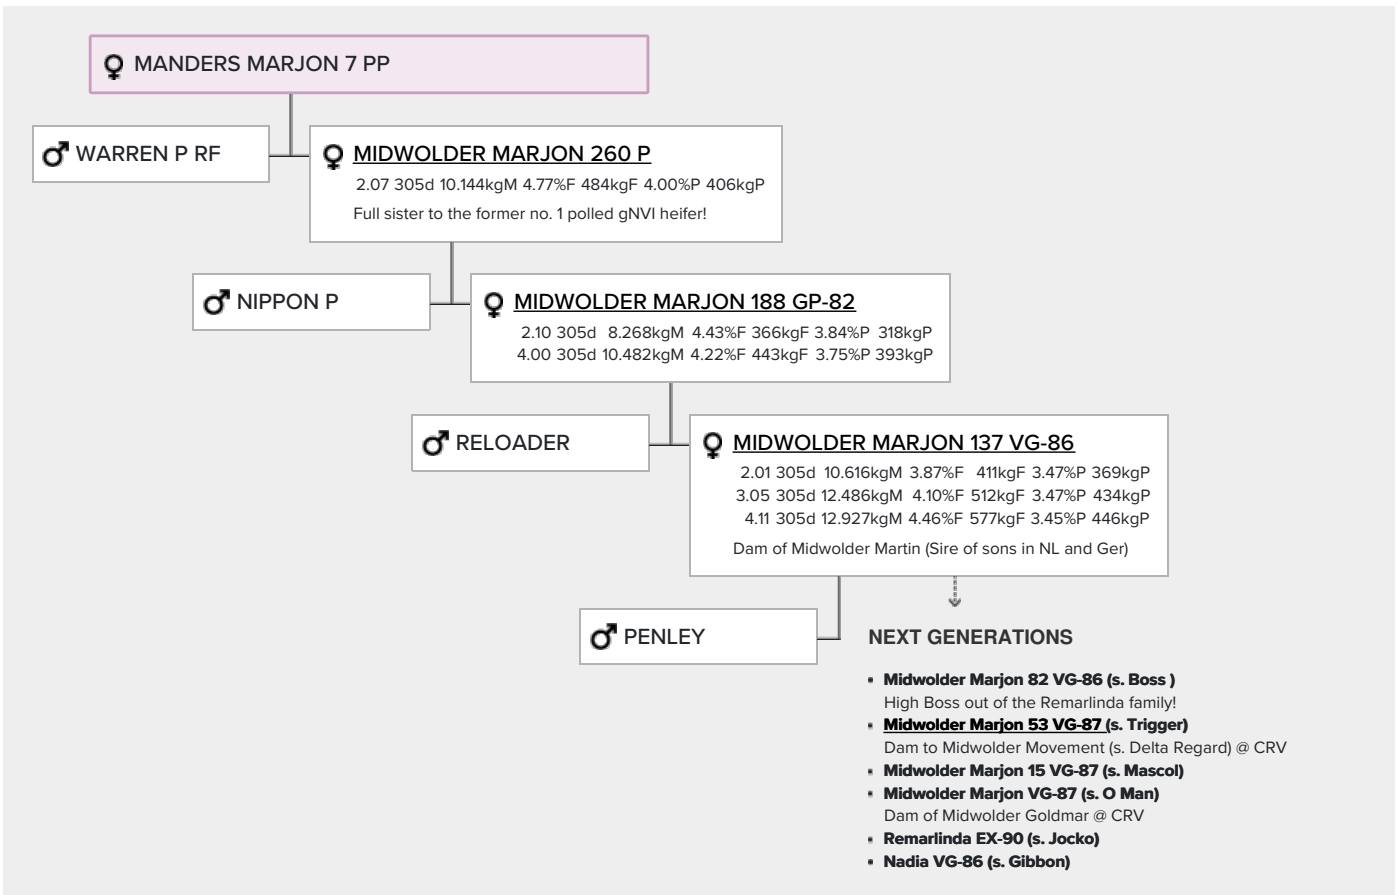 MANDERS MARJON 7 PP
WARREN P RF
MIDWOLDER MARJON 260 P
2.07 305d 10.144kgM 4.77%F 484kgF 4.00%P 406kgP
Full sister to the former no. 1 polled gNVI heifer!
NIPPON P
MIDWOLDER MARJON 188 GP-82
2.10 305d 8.268kgM 4.43%F 366kgF 3.84%P 318kgP
4.00 305d 10.482kgM 4.22%F 443kgF 3.75%P 393kgP
RELOADER
MIDWOLDER MARJON 137 VG-86
2.01 305d 10.616kgM 3.87%F 411kgF 3.47%P 369kgP
3.05 305d 12.486kgM 4.10%F 512kgF 3.47%P 434kgP
4.11 305d 12.927kgM 4.46%F 577kgF 3.45%P 446kgP
Dam of Midwolder Martin (Sire of sons in NL and Ger)
PENLEY
NEXT GENERATIONS
• Midwolder Marjon 82 VG-86 (s. Boss )
High Boss out of the Remarlinda family!
• Midwolder Marjon 53 VG-87 (s. Trigger)
Dam to Midwolder Movement (s. Delta Regard) @ CRV
• Midwolder Marjon 15 VG-87 (s. Mascol)
• Midwolder Marjon VG-87 (s. O Man)
Dam of Midwolder Goldmar @ CRV
• Remarlinda EX-90 (s. Jocko)
• Nadia VG-86 (s. Gibbon)